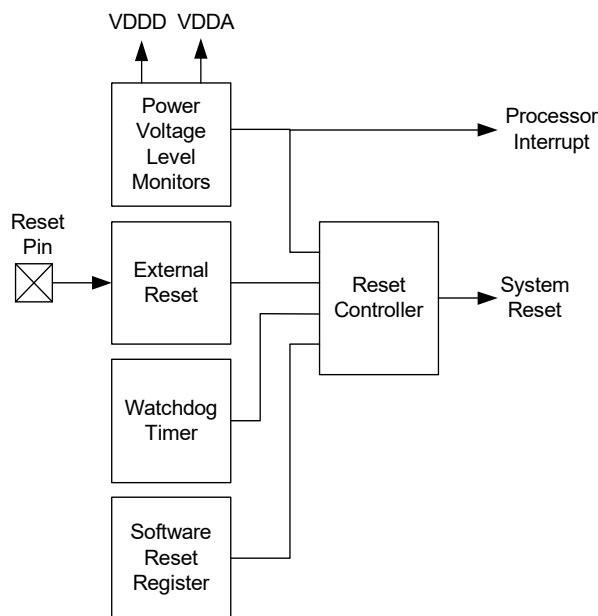 VDDD
VDDA
Power
Voltage
Level
Monitors
Processor
Interrupt
Reset
Pin
External
Reset
Reset
Controller
System
Reset
Watchdog
Timer
Software
Reset
Register